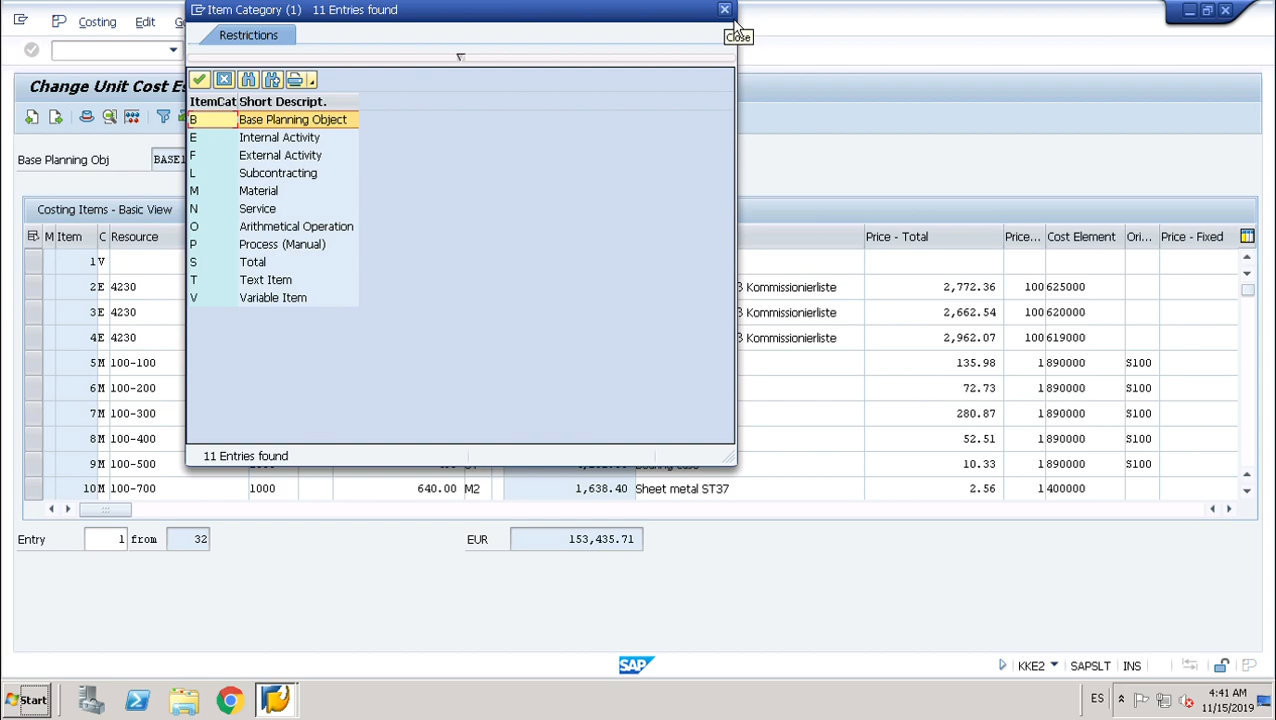 Item Category (1) 11 Entries found
Costing Edit
Restrictions
Close
Change Unit Cost
ItemCat Short Descript.
B Base Planning Object
E Internal Activity
F External Activity
L Subcontracting
M Material
N Service
O Arithmetical Operation
P Process (Manual)
S Total
T Text Item
V Variable Item
11 Entries found
Base Planning Obj
Costing Items - Basic View
M Item C Resource Price - Total Price... Cost Element Ori... Price - Fixed
1 V
2 E 4230 Kommissionierliste 2,772.36 100 625000
3 E 4230 Kommissionierliste 2,662.54 100 620000
4 E 4230 Kommissionierliste 2,962.07 100 619000
5 M 100-100 135.98 1 890000 S100
6 M 100-200 72.73 1 890000 S100
7 M 100-300 280.87 1 890000 S100
8 M 100-400 52.51 1 890000 S100
9 M 100-500 10.33 1 890000 S100
10 M 100-700 1000 640.00 M2 1,638.40 Sheet metal ST37 2.56 1 400000
Entry 1 from 32 EUR 153,435.71
SAP KKE2 SAPSLT INS
Start ES 4:41 AM
11/15/2019